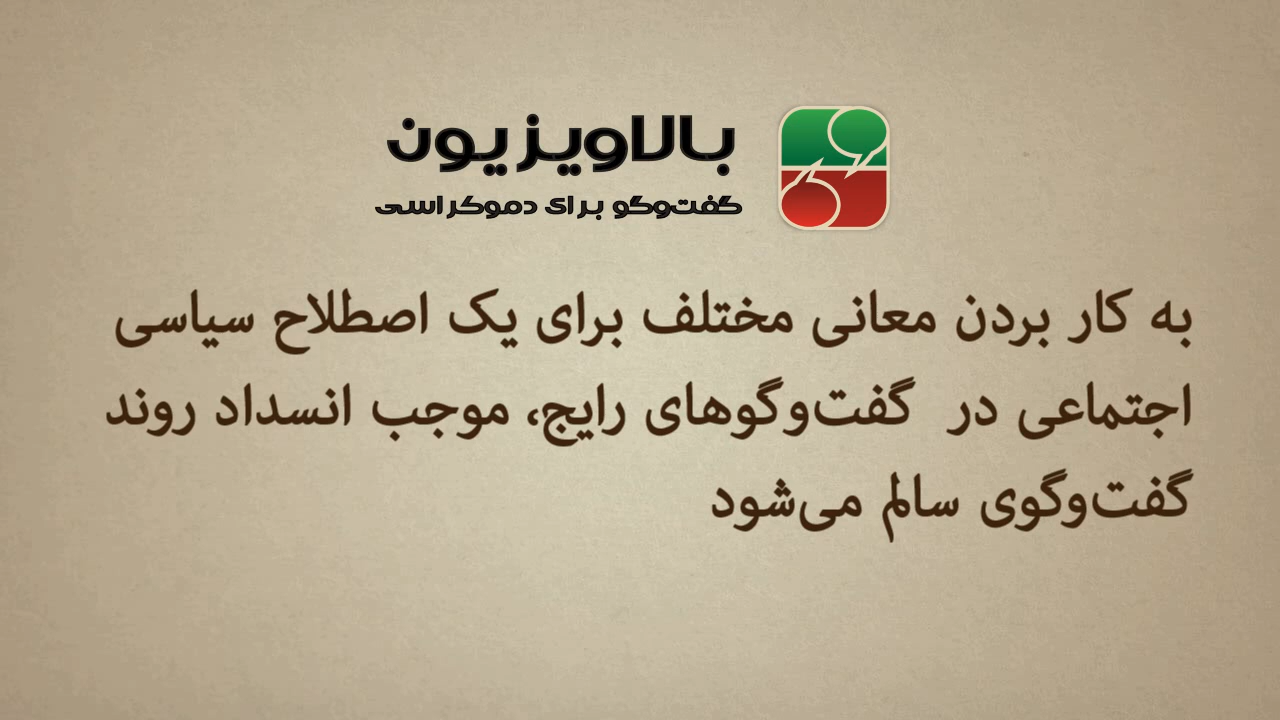 بالاویزیون
گفت‌وگو برای دموکراسی
به کار بردن معانی مختلف برای یک اصطلاح سیاسی
اجتماعی در گفت‌وگوهای رایج، موجب انسداد روند
گفت‌وگوی سالم می‌شود